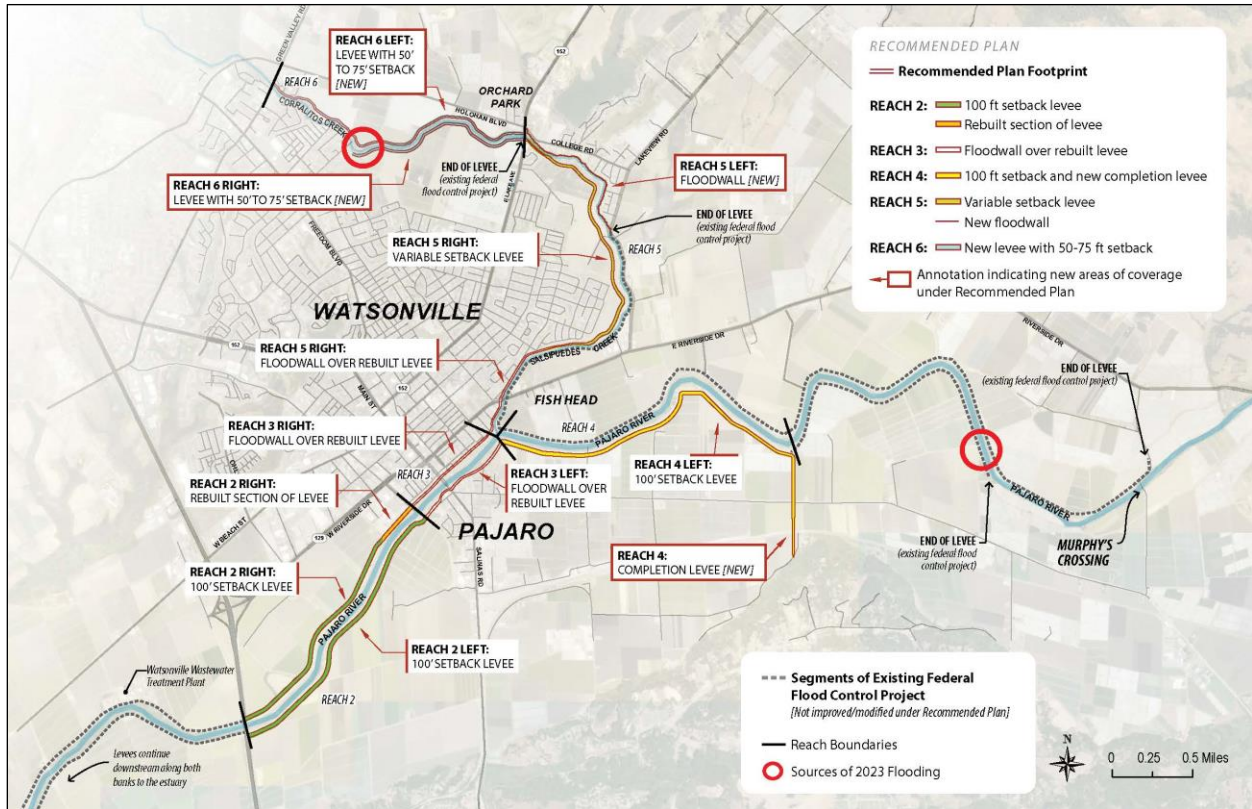 GREEN VALLEY RD
REACH 6 LEFT:
LEVEE WITH 50'
TO 75' SETBACK
[NEW]
152
REACH 6
CORRALITOS CREEK
ORCHARD
PARK
HOLOHAN BLVD
COLLEGE RD
LAKEVIEW RD
END OF LEVEE
(existing federal
flood control project)
E LAKE AVE
REACH 6 RIGHT:
LEVEE WITH 50' TO 75' SETBACK [NEW]
REACH 5 LEFT:
FLOODWALL [NEW]
END OF LEVEE
(existing federal flood
control project)
REACH 5
FREEDOM BLVD
REACH 5 RIGHT:
VARIABLE SETBACK LEVEE
WATSONVILLE
152
REACH 5 RIGHT:
FLOODWALL OVER REBUILT LEVEE
SALSIPUEDES CREEK
E RIVERSIDE DR
RIVERSIDE DR
MAIN ST
152
FISH HEAD
REACH 4
PAJARO RIVER
END OF LEVEE
(existing federal flood control project)
REACH 3 RIGHT:
FLOODWALL OVER REBUILT LEVEE
REACH 3
REACH 4 LEFT:
100' SETBACK LEVEE
REACH 3 LEFT:
FLOODWALL OVER
REBUILT LEVEE
REACH 2 RIGHT:
REBUILT SECTION OF LEVEE
W BEACH ST
W RIVERSIDE DR
129
PAJARO
SALINAS RD
PAJARO RIVER
END OF LEVEE
(existing federal
flood control project)
MURPHY'S
CROSSING
REACH 4:
COMPLETION LEVEE [NEW]
REACH 2 RIGHT:
100' SETBACK LEVEE
PAJARO RIVER
REACH 2 LEFT:
100' SETBACK LEVEE
REACH 2
Watsonville Wastewater
Treatment Plant
Levees continue
downstream along both
banks to the estuary
RECOMMENDED PLAN
Recommended Plan Footprint
REACH 2: 100 ft setback levee
Rebuilt section of levee
REACH 3: Floodwall over rebuilt levee
REACH 4: 100 ft setback and new completion levee
REACH 5: Variable setback levee
New floodwall
REACH 6: New levee with 50-75 ft setback
Annotation indicating new areas of coverage
under Recommended Plan
Segments of Existing Federal
Flood Control Project
[Not improved/modified under Recommended Plan]
Reach Boundaries
Sources of 2023 Flooding
N
0 0.25 0.5 Miles